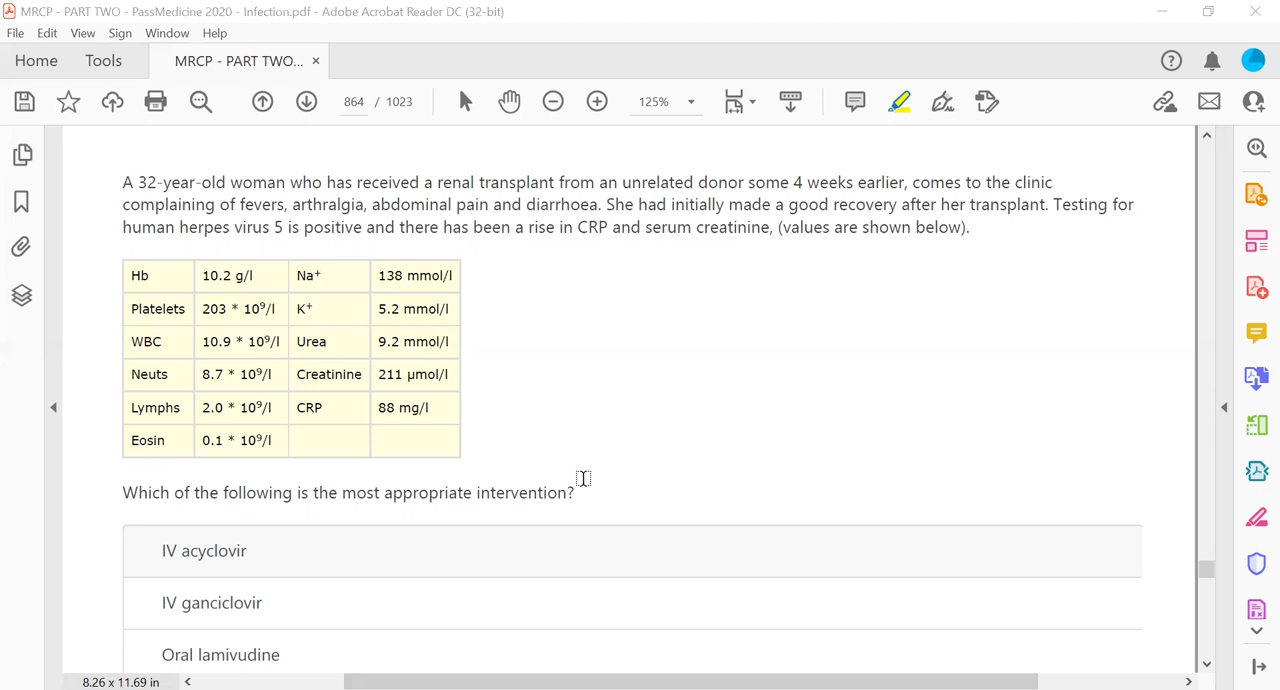 MRCP - PART TWO - PassMedicine 2020 - Infection.pdf - Adobe Acrobat Reader DC (32-bit)
File Edit View Sign Window Help
Home Tools MRCP - PART TWO... ×
864 / 1023 125%
A 32-year-old woman who has received a renal transplant from an unrelated donor some 4 weeks earlier, comes to the clinic
complaining of fevers, arthralgia, abdominal pain and diarrhoea. She had initially made a good recovery after her transplant. Testing for
human herpes virus 5 is positive and there has been a rise in CRP and serum creatinine, (values are shown below).
Hb 10.2 g/l Na⁺ 138 mmol/l
Platelets 203 * 10⁹/l K⁺ 5.2 mmol/l
WBC 10.9 * 10⁹/l Urea 9.2 mmol/l
Neuts 8.7 * 10⁹/l Creatinine 211 µmol/l
Lymphs 2.0 * 10⁹/l CRP 88 mg/l
Eosin 0.1 * 10⁹/l
Which of the following is the most appropriate intervention?
IV acyclovir
IV ganciclovir
Oral lamivudine
8.26 x 11.69 in